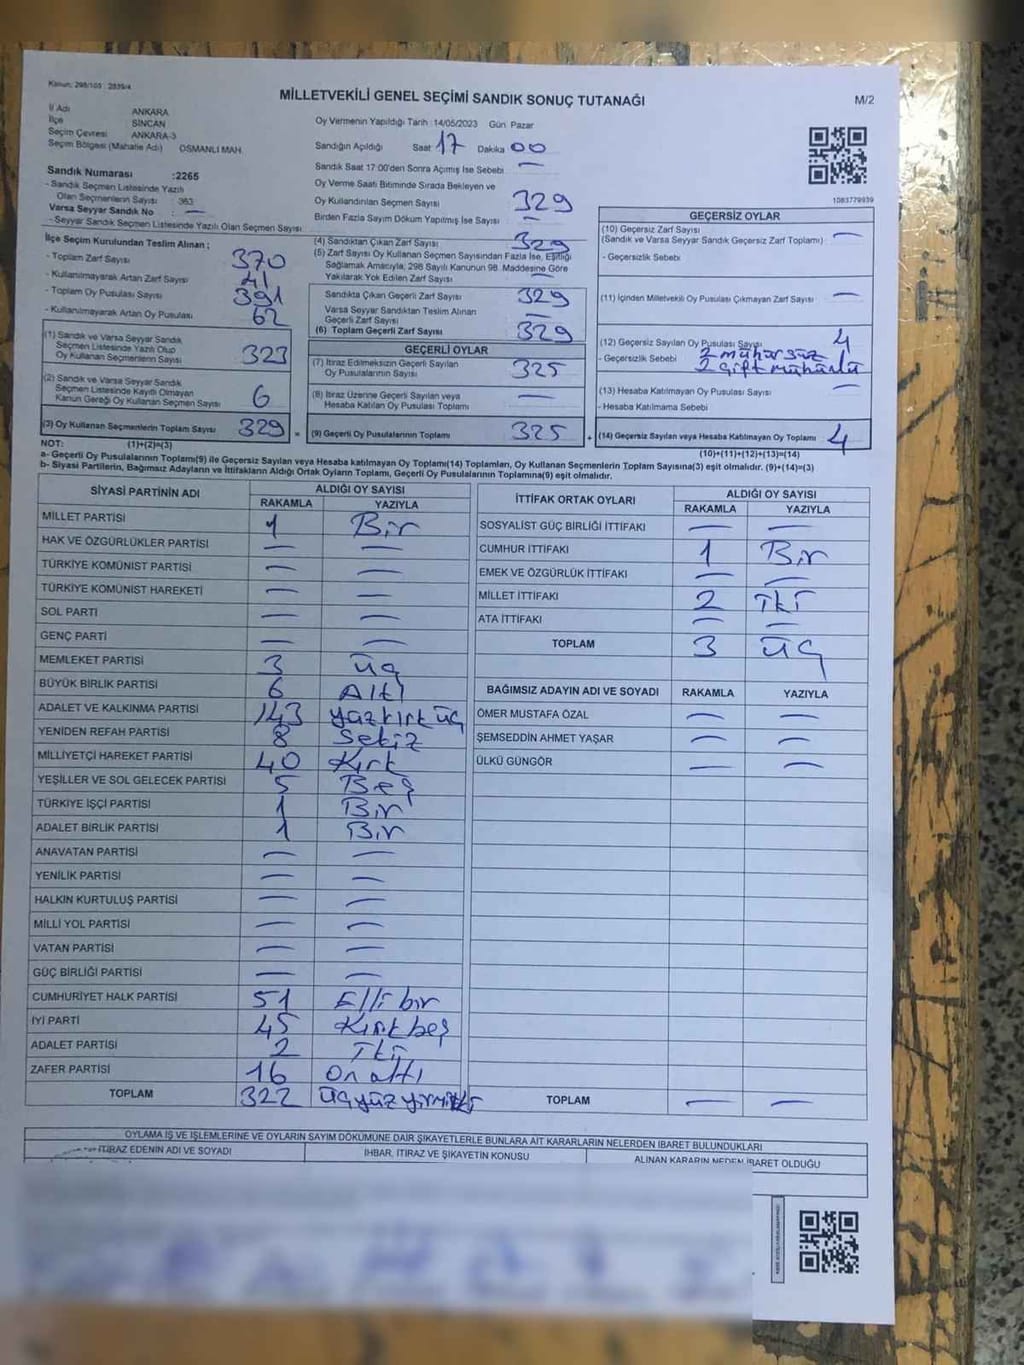 Kanun: 298/105 2839/4
MİLLETVEKİLİ GENEL SEÇİMİ SANDIK SONUÇ TUTANAĞI
M/2
İl Adı ANKARA
İlçe SİNCAN
Seçim Çevresi ANKARA-3
Seçim Bölgesi (Mahalle Adı) OSMANLI MAH.
Oy Vermenin Yapıldığı Tarih :14/05/2023 Gün Pazar
Sandığın Açıldığı Saat 17 Dakika 00
Sandık Saat 17:00'den Sonra Açılmış İse Sebebi —
Oy Verme Saati Bitiminde Sırada Bekleyen ve
Oy Kullandırılan Seçmen Sayısı 329
Birden Fazla Sayım Döküm Yapılmış İse Sayısı —
1083779939
Sandık Numarası :2265
- Sandık Seçmen Listesinde Yazılı
Olan Seçmenlerin Sayısı : 363
Varsa Seyyar Sandık No : —
- Seyyar Sandık Seçmen Listesinde Yazılı Olan Seçmen Sayısı
İlçe Seçim Kurulundan Teslim Alınan ;
- Toplam Zarf Sayısı 370
- Kullanılmayarak Artan Zarf Sayısı 41
- Toplam Oy Pusulası Sayısı 391
- Kullanılmayarak Artan Oy Pusulası 62
(1) Sandık ve Varsa Seyyar Sandık
Seçmen Listesinde Yazılı Olup
Oy Kullanan Seçmenlerin Sayısı 323
(2) Sandık ve Varsa Seyyar Sandık
Seçmen Listesinde Kayıtlı Olmayan
Kanun Gereği Oy Kullanan Seçmen Sayısı 6
(3) Oy Kullanan Seçmenlerin Toplam Sayısı 329 =
(4) Sandıktan Çıkan Zarf Sayısı 329
(5) Zarf Sayısı Oy Kullanan Seçmen Sayısından Fazla İse, Eşitliği
Sağlamak Amacıyla, 298 Sayılı Kanunun 98. Maddesine Göre
Yakılarak Yok Edilen Zarf Sayısı —
Sandıkta Çıkan Geçerli Zarf Sayısı 329
Varsa Seyyar Sandıktan Teslim Alınan
Geçerli Zarf Sayısı —
(6) Toplam Geçerli Zarf Sayısı 329
GEÇERLİ OYLAR
(7) İtiraz Edilmeksizin Geçerli Sayılan
Oy Pusulalarının Sayısı 325
(8) İtiraz Üzerine Geçerli Sayılan veya
Hesaba Katılan Oy Pusulası Toplamı —
(9) Geçerli Oy Pusulalarının Toplamı 325 +
GEÇERSİZ OYLAR
(10) Geçersiz Zarf Sayısı
(Sandık ve Varsa Seyyar Sandık Geçersiz Zarf Toplamı) —
- Geçersizlik Sebebi
(11) İçinden Milletvekili Oy Pusulası Çıkmayan Zarf Sayısı —
(12) Geçersiz Sayılan Oy Pusulası Sayısı 4
- Geçersizlik Sebebi 2 mühürsüz
2 çift mühürlü
(13) Hesaba Katılmayan Oy Pusulası Sayısı —
- Hesaba Katılmama Sebebi
(14) Geçersiz Sayılan veya Hesaba Katılmayan Oy Toplamı 4
NOT: (1)+(2)=(3) (10)+(11)+(12)+(13)=(14)
a- Geçerli Oy Pusulalarının Toplamı(9) ile Geçersiz Sayılan veya Hesaba Katılmayan Oy Toplamı(14) Toplamları, Oy Kullanan Seçmenlerin Toplam Sayısına(3) eşit olmalıdır. (9)+(14)=(3)
b- Siyasi Partilerin, Bağımsız Adayların ve İttifakların Aldığı Ortak Oyların Toplamı, Geçerli Oy Pusulalarının Toplamına(9) eşit olmalıdır.
SİYASİ PARTİNİN ADI ALDIĞI OY SAYISI
RAKAMLA YAZIYLA
MİLLET PARTİSİ 1 Bir
HAK VE ÖZGÜRLÜKLER PARTİSİ — —
TÜRKİYE KOMÜNİST PARTİSİ — —
TÜRKİYE KOMÜNİST HAREKETİ — —
SOL PARTİ — —
GENÇ PARTİ — —
MEMLEKET PARTİSİ 3 üç
BÜYÜK BİRLİK PARTİSİ 6 Altı
ADALET VE KALKINMA PARTİSİ 143 yüzkırk üç
YENİDEN REFAH PARTİSİ 8 Sekiz
MİLLİYETÇİ HAREKET PARTİSİ 40 Kırk
YEŞİLLER VE SOL GELECEK PARTİSİ 5 Beş
TÜRKİYE İŞÇİ PARTİSİ 1 Bir
ADALET BİRLİK PARTİSİ 1 Bir
ANAVATAN PARTİSİ — —
YENİLİK PARTİSİ — —
HALKIN KURTULUŞ PARTİSİ — —
MİLLİ YOL PARTİSİ — —
VATAN PARTİSİ — —
GÜÇ BİRLİĞİ PARTİSİ — —
CUMHURİYET HALK PARTİSİ 51 Elli bir
İYİ PARTİ 45 Kırk beş
ADALET PARTİSİ 2 İki
ZAFER PARTİSİ 16 On altı
TOPLAM 322 üçyüz yirmi iki
İTTİFAK ORTAK OYLARI ALDIĞI OY SAYISI
RAKAMLA YAZIYLA
SOSYALİST GÜÇ BİRLİĞİ İTTİFAKI — —
CUMHUR İTTİFAKI 1 Bir
EMEK VE ÖZGÜRLÜK İTTİFAKI — —
MİLLET İTTİFAKI 2 İki
ATA İTTİFAKI — —
TOPLAM 3 üç
BAĞIMSIZ ADAYIN ADI VE SOYADI RAKAMLA YAZIYLA
ÖMER MUSTAFA ÖZAL — —
ŞEMSEDDİN AHMET YAŞAR — —
ÜLKÜ GÜNGÖR — —
TOPLAM — —
OYLAMA İŞ VE İŞLEMLERİNE VE OYLARIN SAYIM DÖKÜMÜNE DAİR ŞİKAYETLERLE BUNLARA AİT KARARLARIN NELERDEN İBARET BULUNDUKLARI
İTİRAZ EDENİN ADI VE SOYADI İHBAR, İTİRAZ VE ŞİKAYETİN KONUSU ALINAN KARARIN NEDEN İBARET OLDUĞU